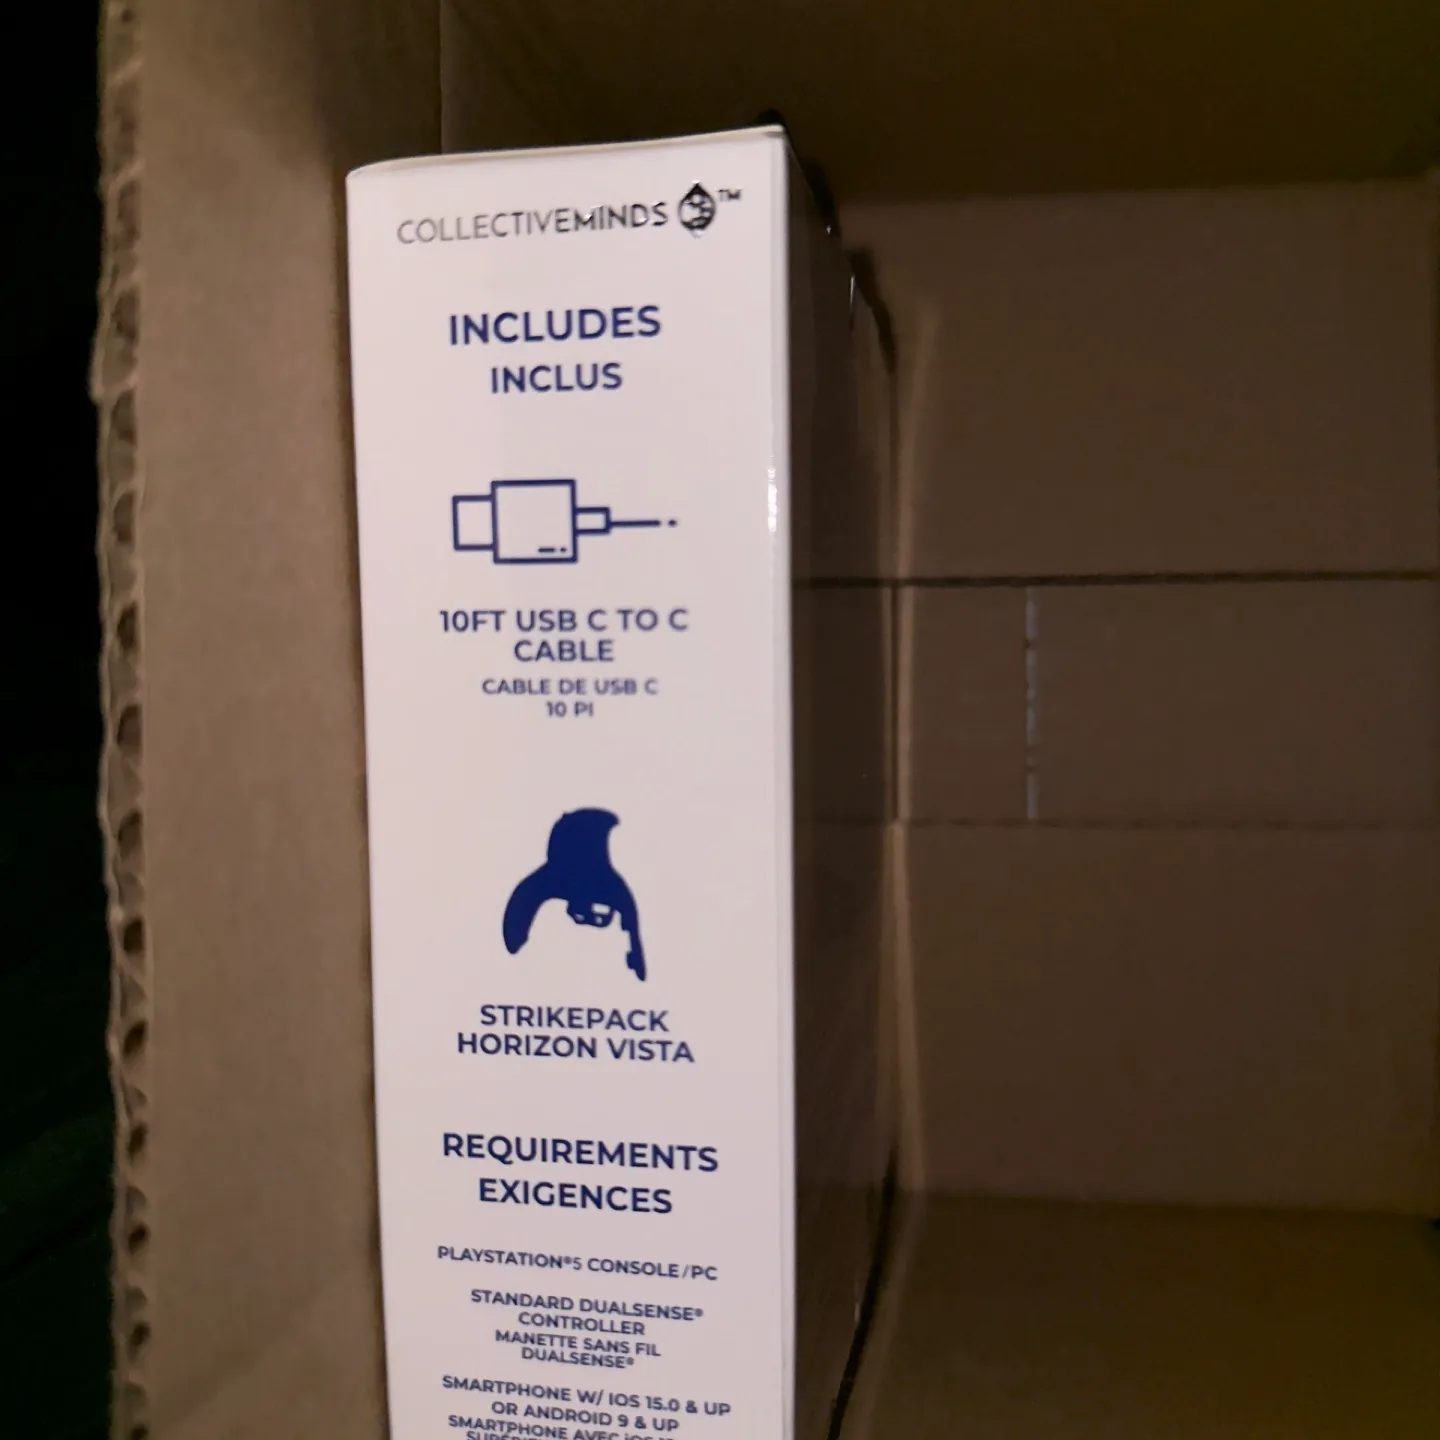 COLLECTIVEMINDS™
INCLUDES
INCLUS
10FT USB C TO C
CABLE
CABLE DE USB C
10 PI
STRIKEPACK
HORIZON VISTA
REQUIREMENTS
EXIGENCES
PLAYSTATION®5 CONSOLE/PC
STANDARD DUALSENSE®
CONTROLLER
MANETTE SANS FIL
DUALSENSE®
SMARTPHONE W/ IOS 15.0 & UP
OR ANDROID 9 & UP
SMARTPHONE AVEC